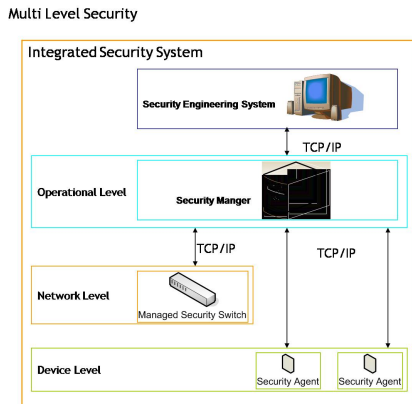 Multi Level Security
Integrated Security System
Security Engineering System
TCP/IP
Operational Level
Security Manger
TCP/IP
TCP/IP
Network Level
Managed Security Switch
Device Level
Security Agent
Security Agent